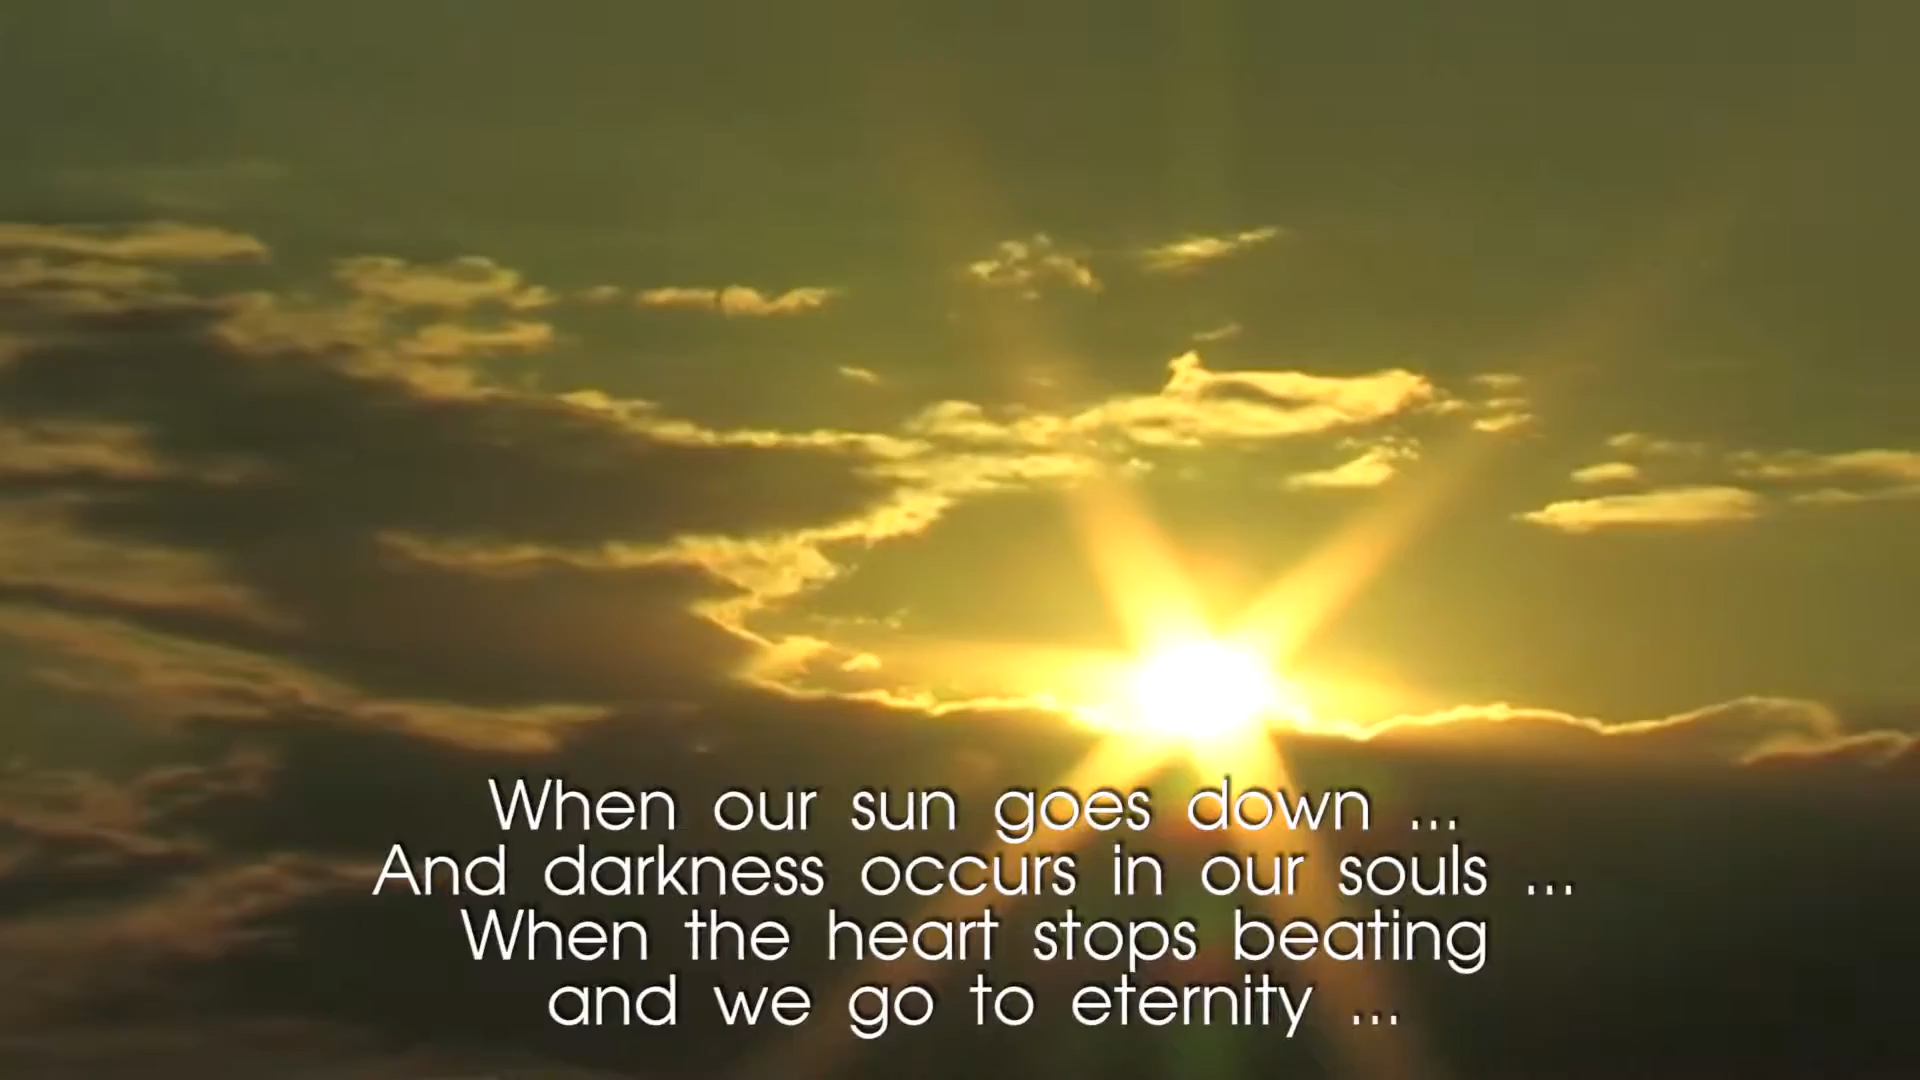 When our sun goes down ...
And darkness occurs in our souls ...
When the heart stops beating
and we go to eternity ...